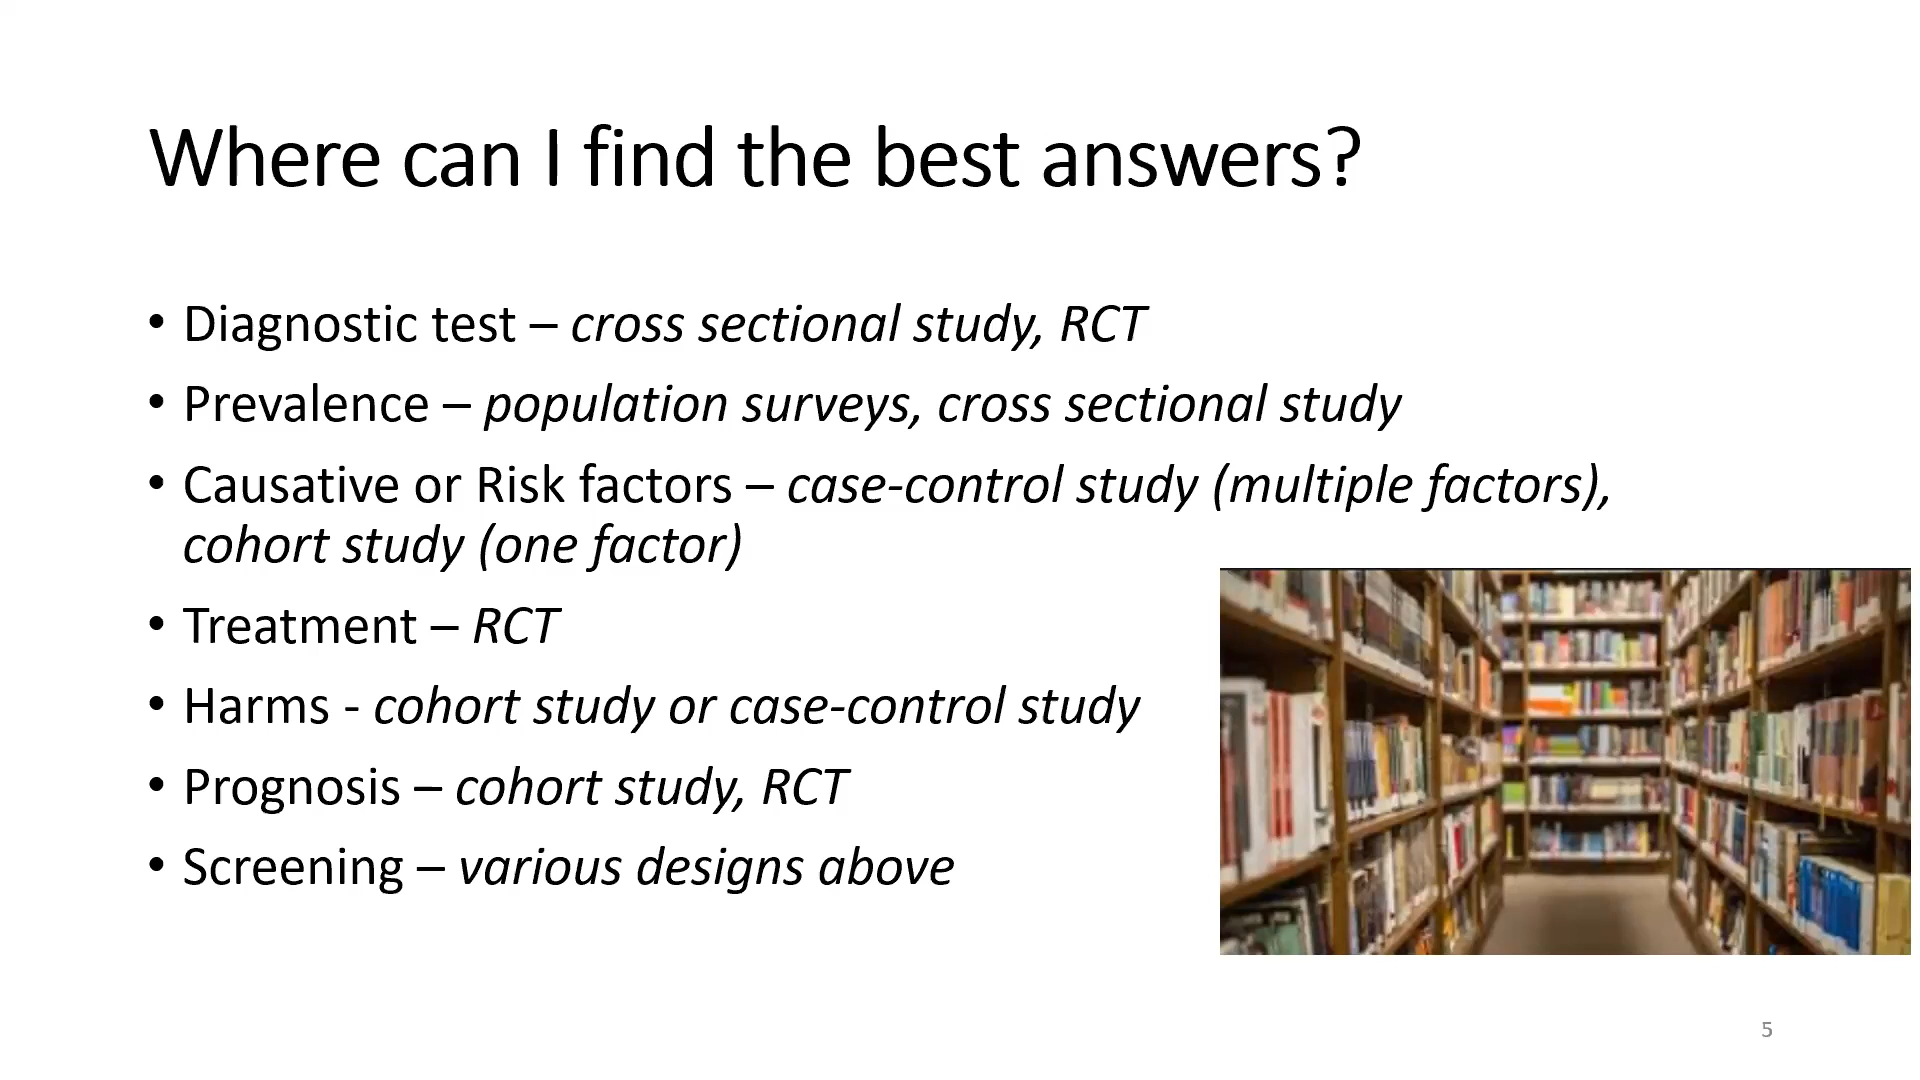 Where can I find the best answers?
• Diagnostic test – cross sectional study, RCT
• Prevalence – population surveys, cross sectional study
• Causative or Risk factors – case-control study (multiple factors),
cohort study (one factor)
• Treatment – RCT
• Harms - cohort study or case-control study
• Prognosis – cohort study, RCT
• Screening – various designs above
5